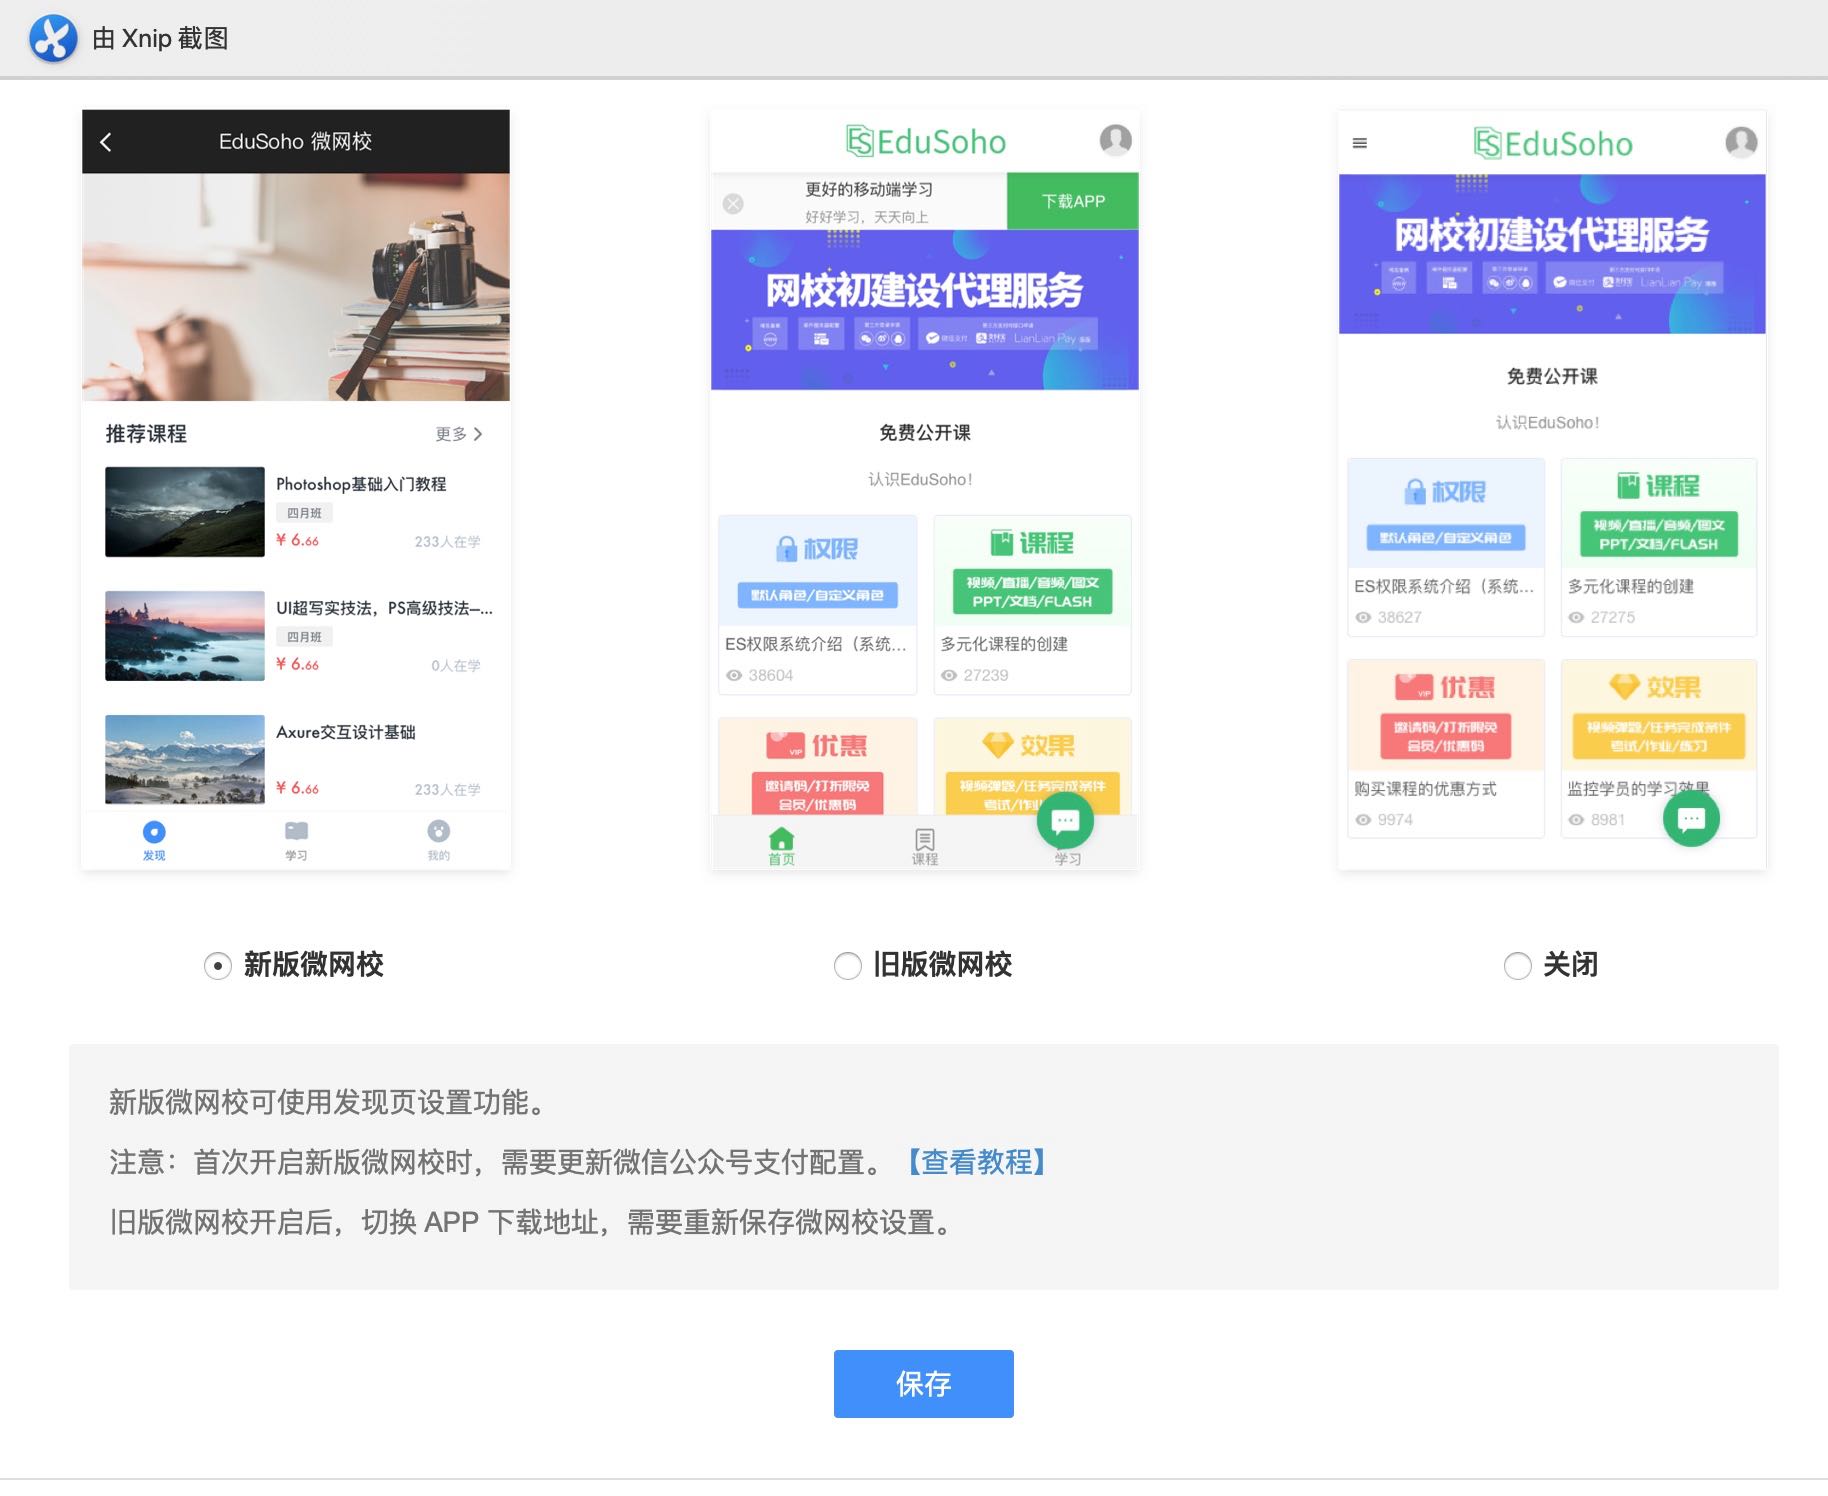 由 Xnip 截图
EduSoho 微网校
推荐课程
更多
Photoshop基础入门教程
四月班
¥ 6.66
233人在学
UI超写实技法，PS高级技法—...
四月班
¥ 6.66
0人在学
Axure交互设计基础
¥ 6.66
233人在学
发现
学习
我的
EduSoho
更好的移动端学习
好好学习，天天向上
下载APP
网校初建设代理服务
微信支付
支付宝
LianLian Pay
免费公开课
认识EduSoho！
权限
默认角色/自定义角色
课程
视频/直播/音频/图文
PPT/文档/FLASH
ES权限系统介绍（系统...
38604
多元化课程的创建
27239
VIP
优惠
邀请码/打折限免
会员/优惠码
效果
视频弹题/任务完成条件
考试/作业
首页
课程
学习
EduSoho
网校初建设代理服务
微信支付
支付宝
LianLian Pay
免费公开课
认识EduSoho！
权限
默认角色/自定义角色
课程
视频/直播/音频/图文
PPT/文档/FLASH
ES权限系统介绍（系统...
38627
多元化课程的创建
27275
VIP
优惠
邀请码/打折限免
会员/优惠码
效果
视频弹题/任务完成条件
考试/作业/练习
购买课程的优惠方式
9974
监控学员的学习效果
8981
新版微网校
旧版微网校
关闭
新版微网校可使用发现页设置功能。
注意：首次开启新版微网校时，需要更新微信公众号支付配置。【查看教程】
旧版微网校开启后，切换 APP 下载地址，需要重新保存微网校设置。
保存